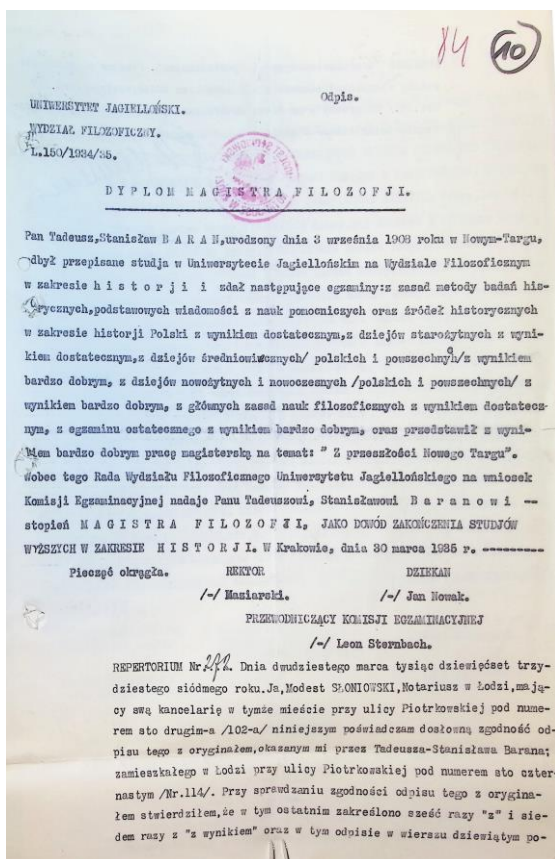 84 10
Odpis.
UNIWERSYTET JAGIELLOŃSKI.
WYDZIAŁ FILOZOFICZNY.
L.150/1934/35.
DYPLOM MAGISTRA FILOZOFJI.
Pan Tadeusz,Stanisław B A R A N,urodzony dnia 3 września 1908 roku w Nowym-Targu,
odbył przepisane studja w Uniwersytecie Jagiellońskim na Wydziale Filozoficznym
w zakresie h i s t o r j i i zdał następujące egzaminy:z zasad metody badań his-
torycznych,podstawowych wiadomości z nauk pomocniczych oraz źródeł historycznych
w zakresie historji Polski z wynikiem dostatecznym,z dziejów starożytnych z wyni-
kiem dostatecznym,z dziejów średniowiecznych/ polskich i powszechnych/z wynikiem
bardzo dobrym, z dziejów nowożytnych i nowoczesnych /polskich i powszechnych/ z
wynikiem bardzo dobrym, z głównych zasad nauk filozoficznych z wynikiem dostatecz-
nym, z egzaminu ostatecznego z wynikiem bardzo dobrym, oraz przedstawił z wyni-
kiem bardzo dobrym pracę magisterską na temat: " Z przeszłości Nowego Targu".
Wobec tego Rada Wydziału Filozoficznego Uniwersytetu Jagiellońskiego na wniosek
Komisji Egzaminacyjnej nadaje Panu Tadeuszowi, Stanisławowi B a r a n o w i --
stopień M A G I S T R A F I L O Z O F J I, JAKO DOWÓD ZAKOŃCZENIA STUDJÓW
WYŻSZYCH W ZAKRESIE H I S T O R J I. W Krakowie, dnia 30 marca 1935 r. ----------
Pieczęć okrągła. REKTOR DZIEKAN
/-/ Maziarski. /-/ Jan Nowak.
PRZEWODNICZĄCY KOMISJI EGZAMINACYJNEJ
/-/ Leon Sternbach.
REPERTORIUM Nr.272. Dnia dwudziestego marca tysiąc dziewięćset trzy-
dziestego siódmego roku.Ja,Modest SŁONIOWSKI,Notariusz w Łodzi,mają-
cy swą kancelarię w tymże mieście przy ulicy Piotrkowskiej pod nume-
rem sto drugim-a /102-a/ niniejszym poświadczam dosłowną zgodność od-
pisu tego z oryginałem,okazanym mi przez Tadeusza-Stanisława Barana;
zamieszkałego w Łodzi przy ulicy Piotrkowskiej pod numerem sto czter-
nastym /Nr.114/. Przy sprawdzaniu zgodności odpisu tego z orygina-
łem stwierdziłem,że w tym ostatnim zakreślono sześć razy "z" i sie-
dem razy z "z wynikiem" oraz w tym odpisie w wierszu dziewiątym po-